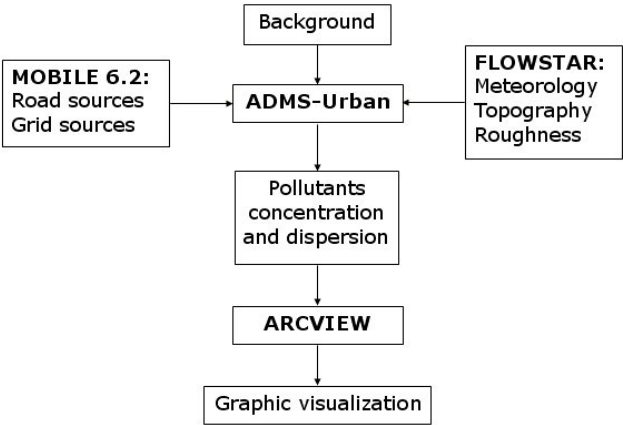 Background
MOBILE 6.2:
Road sources
Grid sources
ADMS-Urban
FLOWSTAR:
Meteorology
Topography
Roughness
Pollutants
concentration
and dispersion
ARCVIEW
Graphic visualization